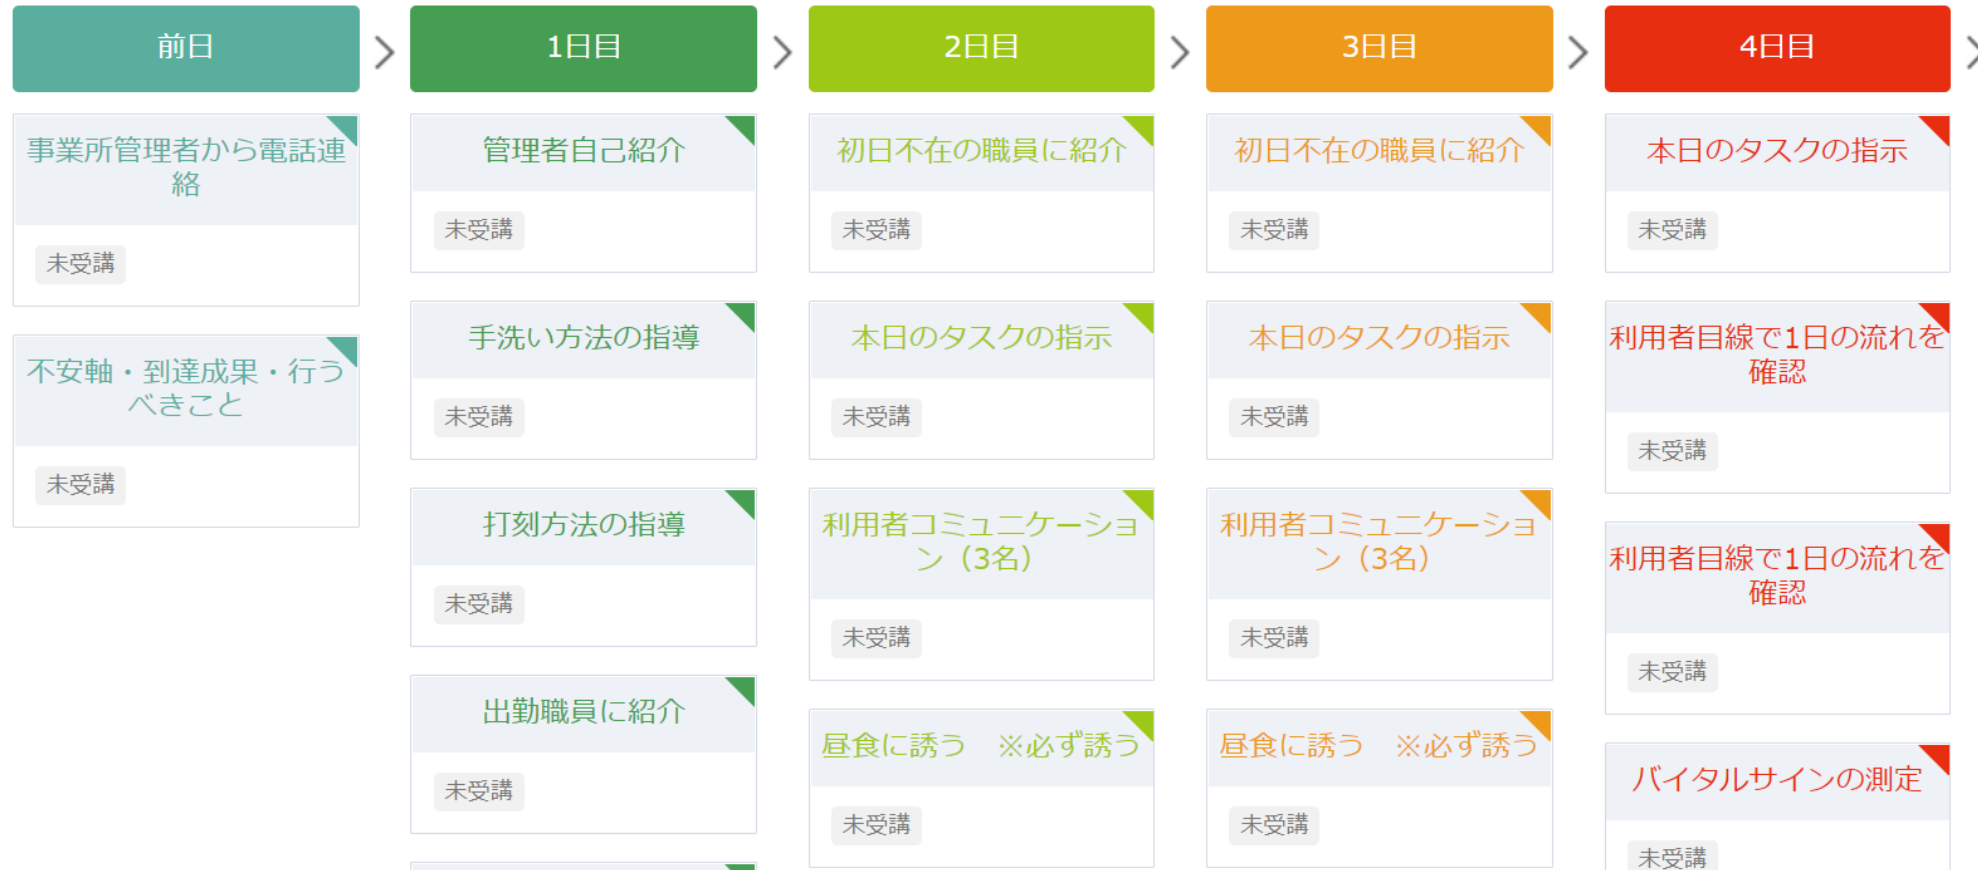 前日
1日目
2日目
3日目
4日目
事業所管理者から電話連
絡
未受講
不安軸・到達成果・行う
べきこと
未受講
管理者自己紹介
未受講
手洗い方法の指導
未受講
打刻方法の指導
未受講
出勤職員に紹介
未受講
初日不在の職員に紹介
未受講
本日のタスクの指示
未受講
利用者コミュニケーショ
ン（3名）
未受講
昼食に誘う　※必ず誘う
未受講
初日不在の職員に紹介
未受講
本日のタスクの指示
未受講
利用者コミュニケーショ
ン（3名）
未受講
昼食に誘う　※必ず誘う
未受講
本日のタスクの指示
未受講
利用者目線で1日の流れを
確認
未受講
利用者目線で1日の流れを
確認
未受講
バイタルサインの測定
未受講